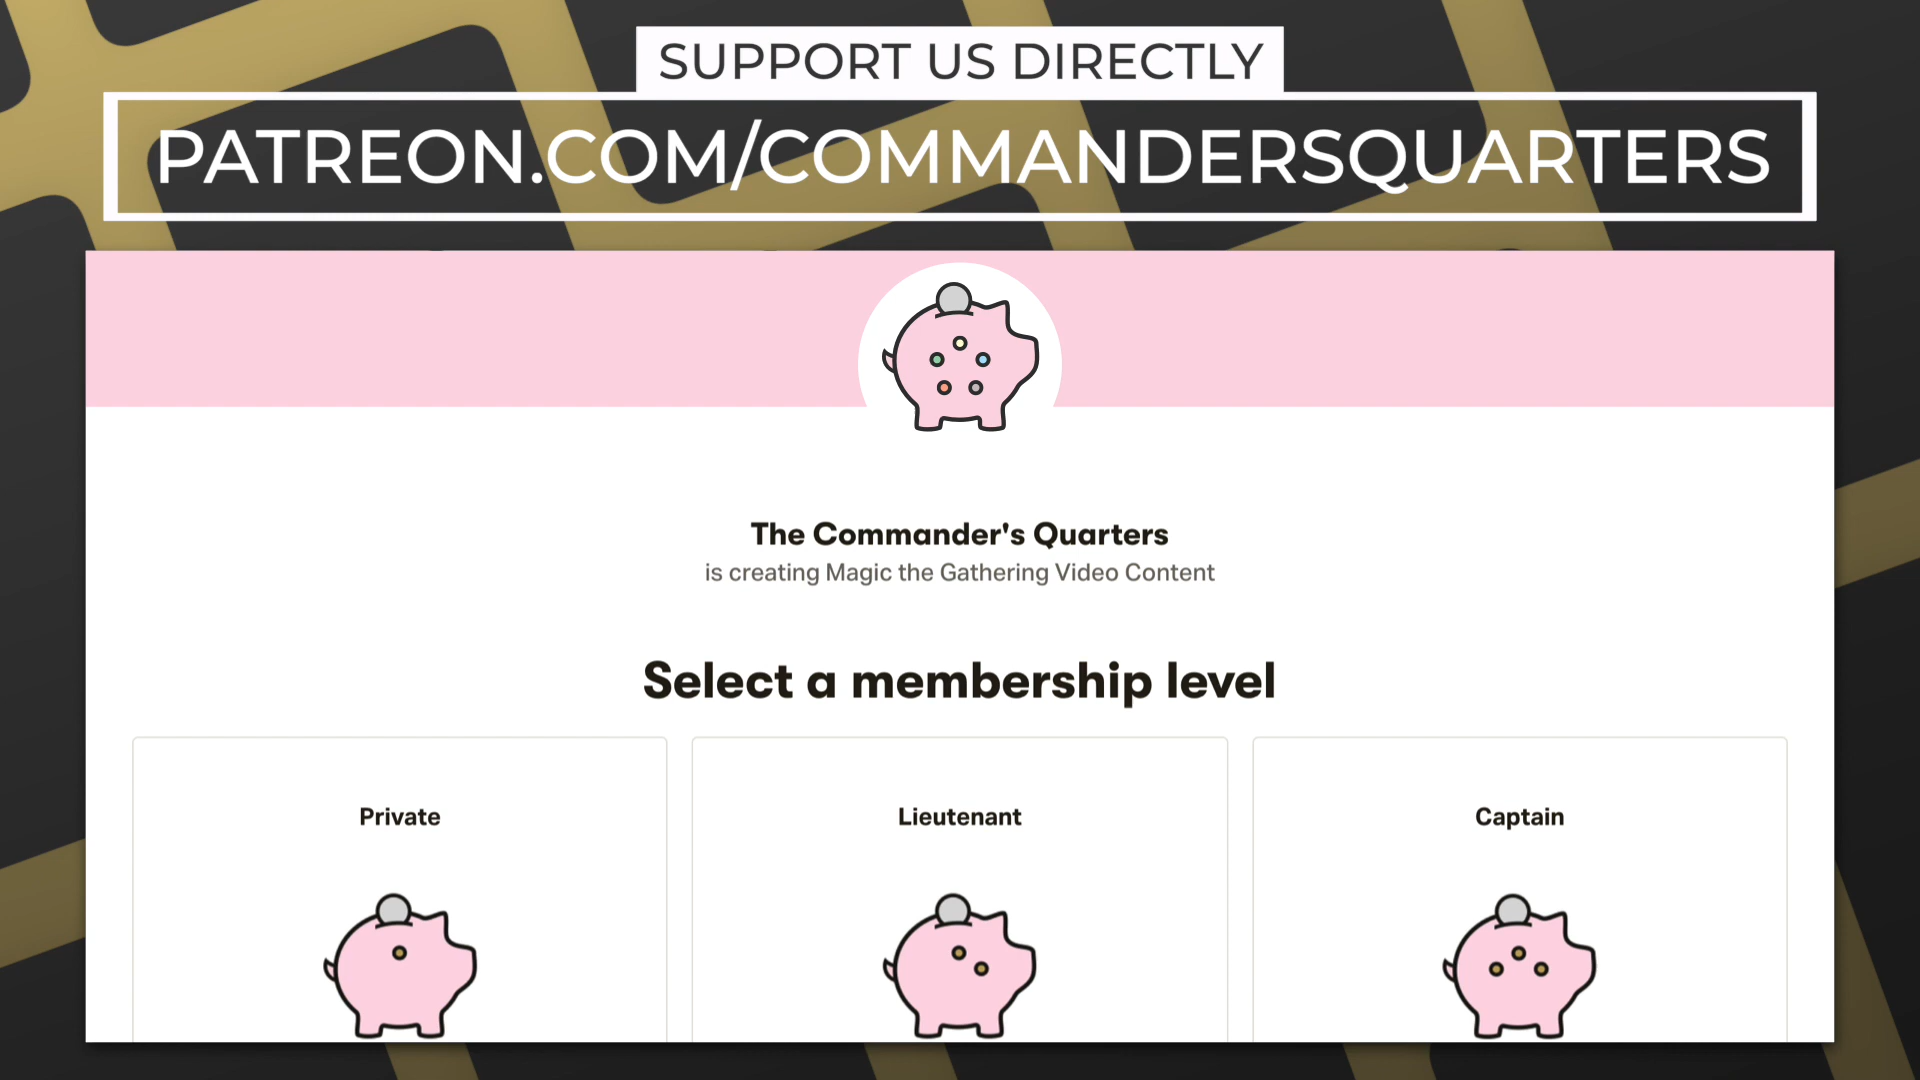 SUPPORT US DIRECTLY
PATREON.COM/COMMANDERSQUARTERS
The Commander's Quarters
is creating Magic the Gathering Video Content
Select a membership level
Private
Lieutenant
Captain